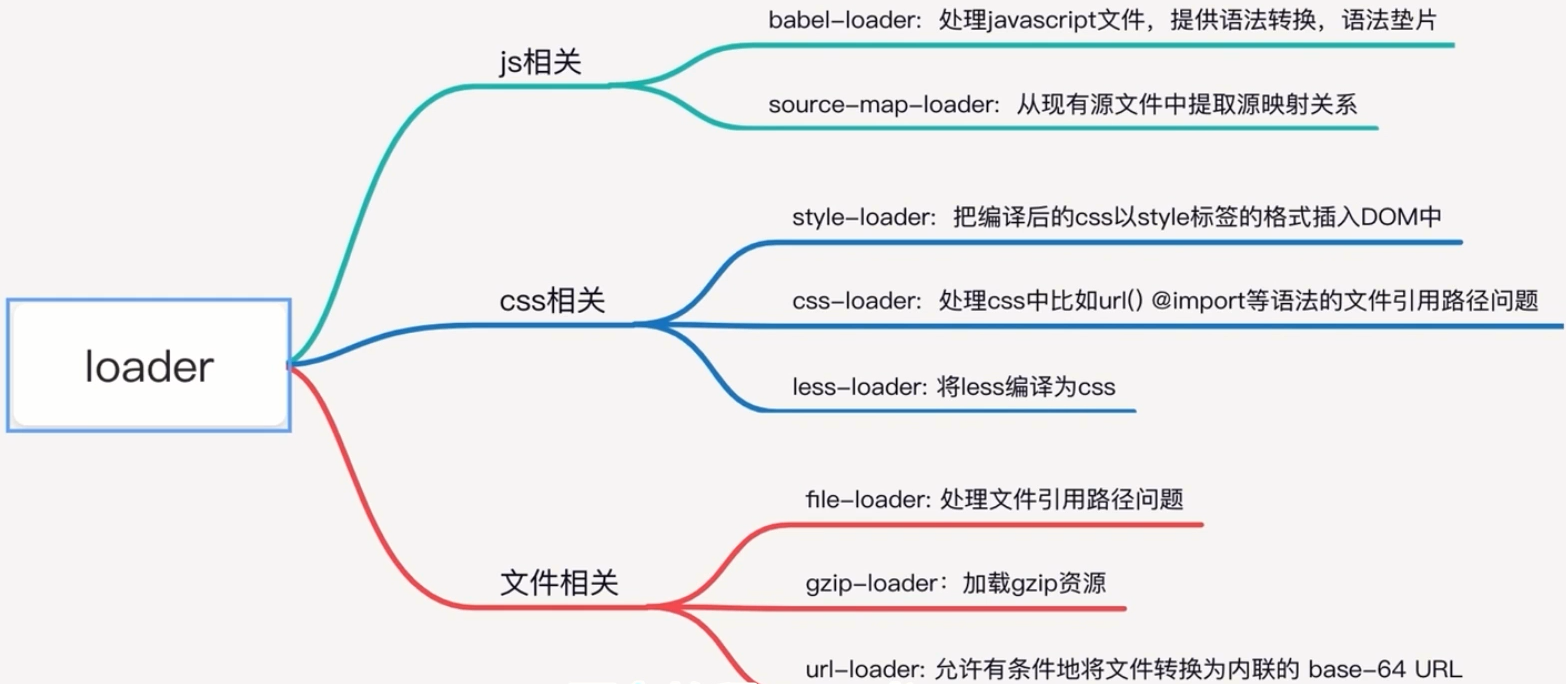 babel-loader: 处理javascript文件，提供语法转换，语法垫片
js相关
source-map-loader: 从现有源文件中提取源映射关系
style-loader: 把编译后的css以style标签的格式插入DOM中
css相关
css-loader: 处理css中比如url() @import等语法的文件引用路径问题
loader
less-loader: 将less编译为css
file-loader: 处理文件引用路径问题
文件相关
gzip-loader：加载gzip资源
url-loader: 允许有条件地将文件转换为内联的 base-64 URL